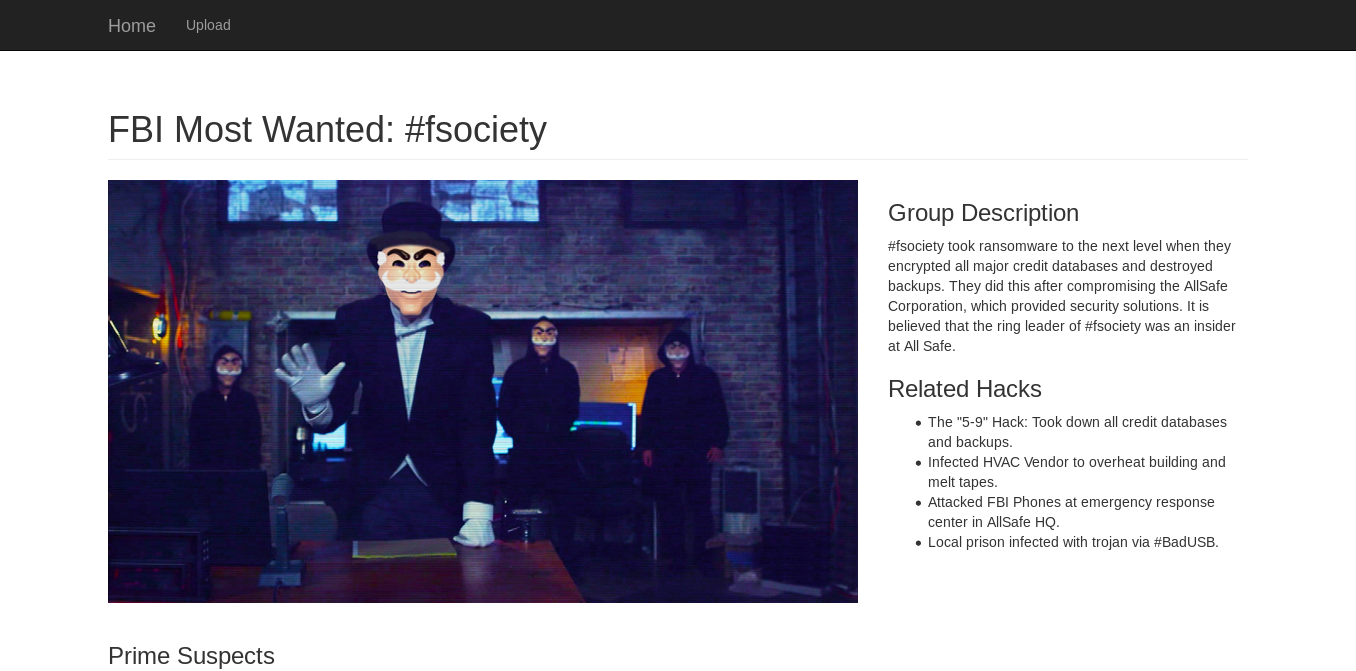 Home
Upload
FBI Most Wanted: #fsociety
Group Description
#fsociety took ransomware to the next level when they
encrypted all major credit databases and destroyed
backups. They did this after compromising the AllSafe
Corporation, which provided security solutions. It is
believed that the ring leader of #fsociety was an insider
at All Safe.
Related Hacks
• The "5-9" Hack: Took down all credit databases
and backups.
• Infected HVAC Vendor to overheat building and
melt tapes.
• Attacked FBI Phones at emergency response
center in AllSafe HQ.
• Local prison infected with trojan via #BadUSB.
Prime Suspects